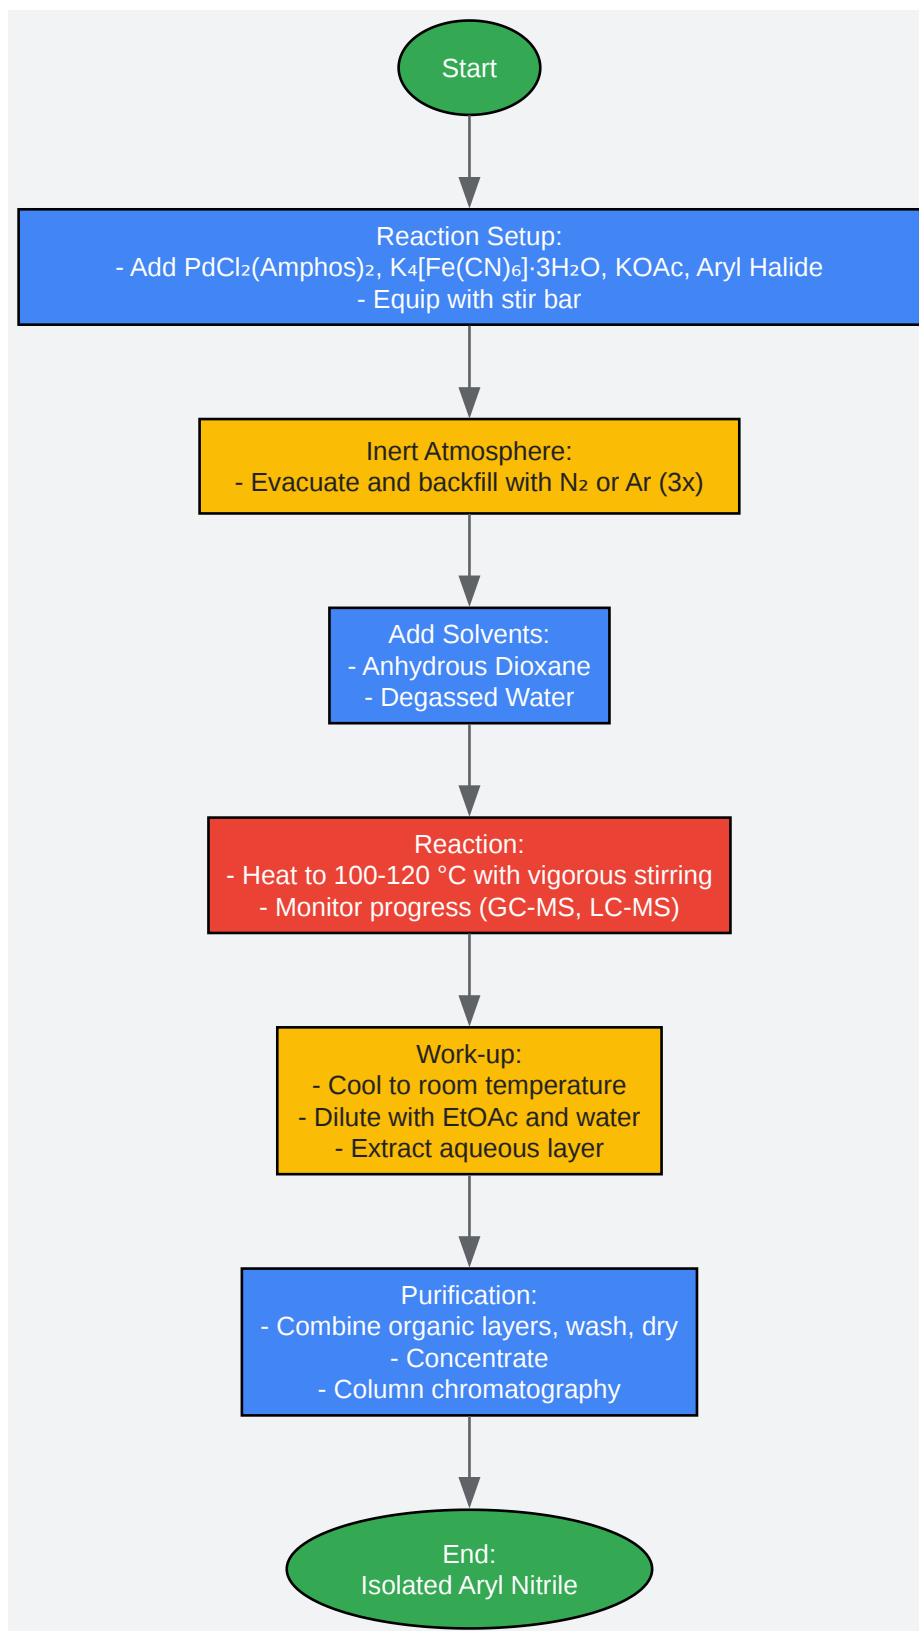 Start
Reaction Setup:
- Add PdCl₂(Amphos)₂, K₄[Fe(CN)₆]·3H₂O, KOAc, Aryl Halide
- Equip with stir bar
Inert Atmosphere:
- Evacuate and backfill with N₂ or Ar (3x)
Add Solvents:
- Anhydrous Dioxane
- Degassed Water
Reaction:
- Heat to 100-120 °C with vigorous stirring
- Monitor progress (GC-MS, LC-MS)
Work-up:
- Cool to room temperature
- Dilute with EtOAc and water
- Extract aqueous layer
Purification:
- Combine organic layers, wash, dry
- Concentrate
- Column chromatography
End:
Isolated Aryl Nitrile